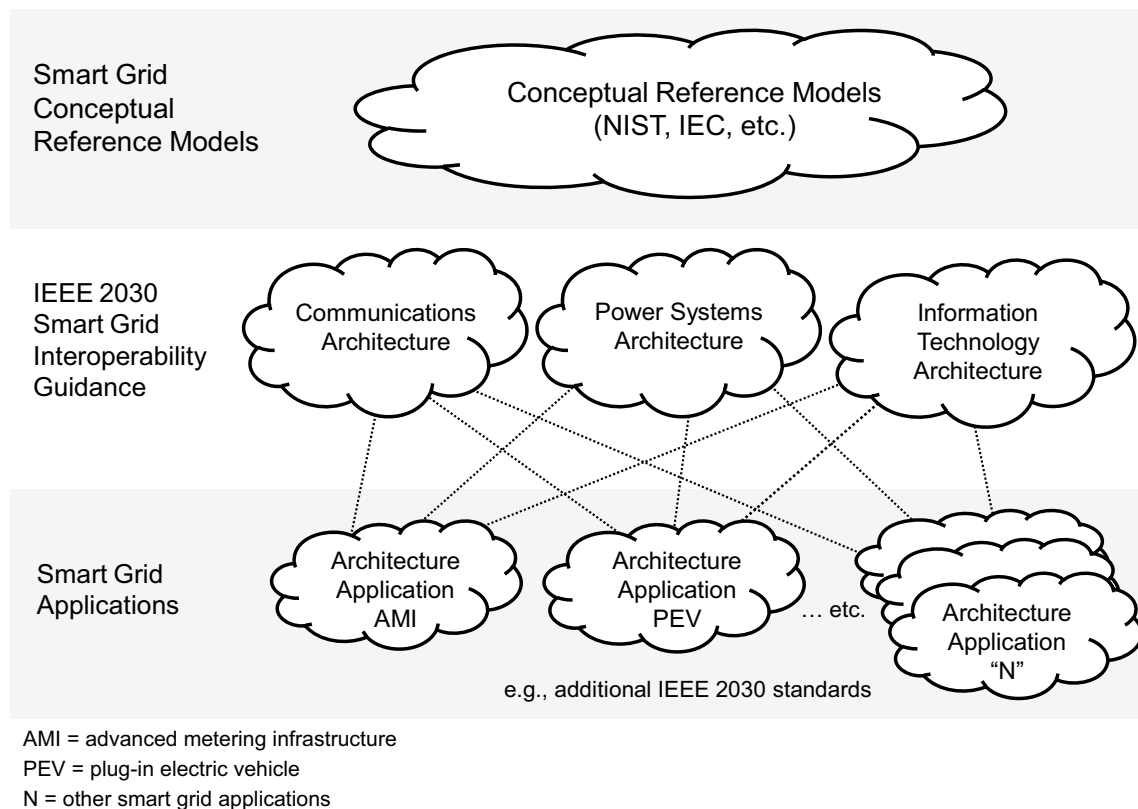 Smart Grid
Conceptual
Reference Models
Conceptual Reference Models
(NIST, IEC, etc.)
IEEE 2030
Smart Grid
Interoperability
Guidance
Communications
Architecture
Power Systems
Architecture
Information
Technology
Architecture
Smart Grid
Applications
Architecture
Application
AMI
Architecture
Application
PEV
... etc.
Architecture
Application
“N”
e.g., additional IEEE 2030 standards
AMI = advanced metering infrastructure
PEV = plug-in electric vehicle
N = other smart grid applications